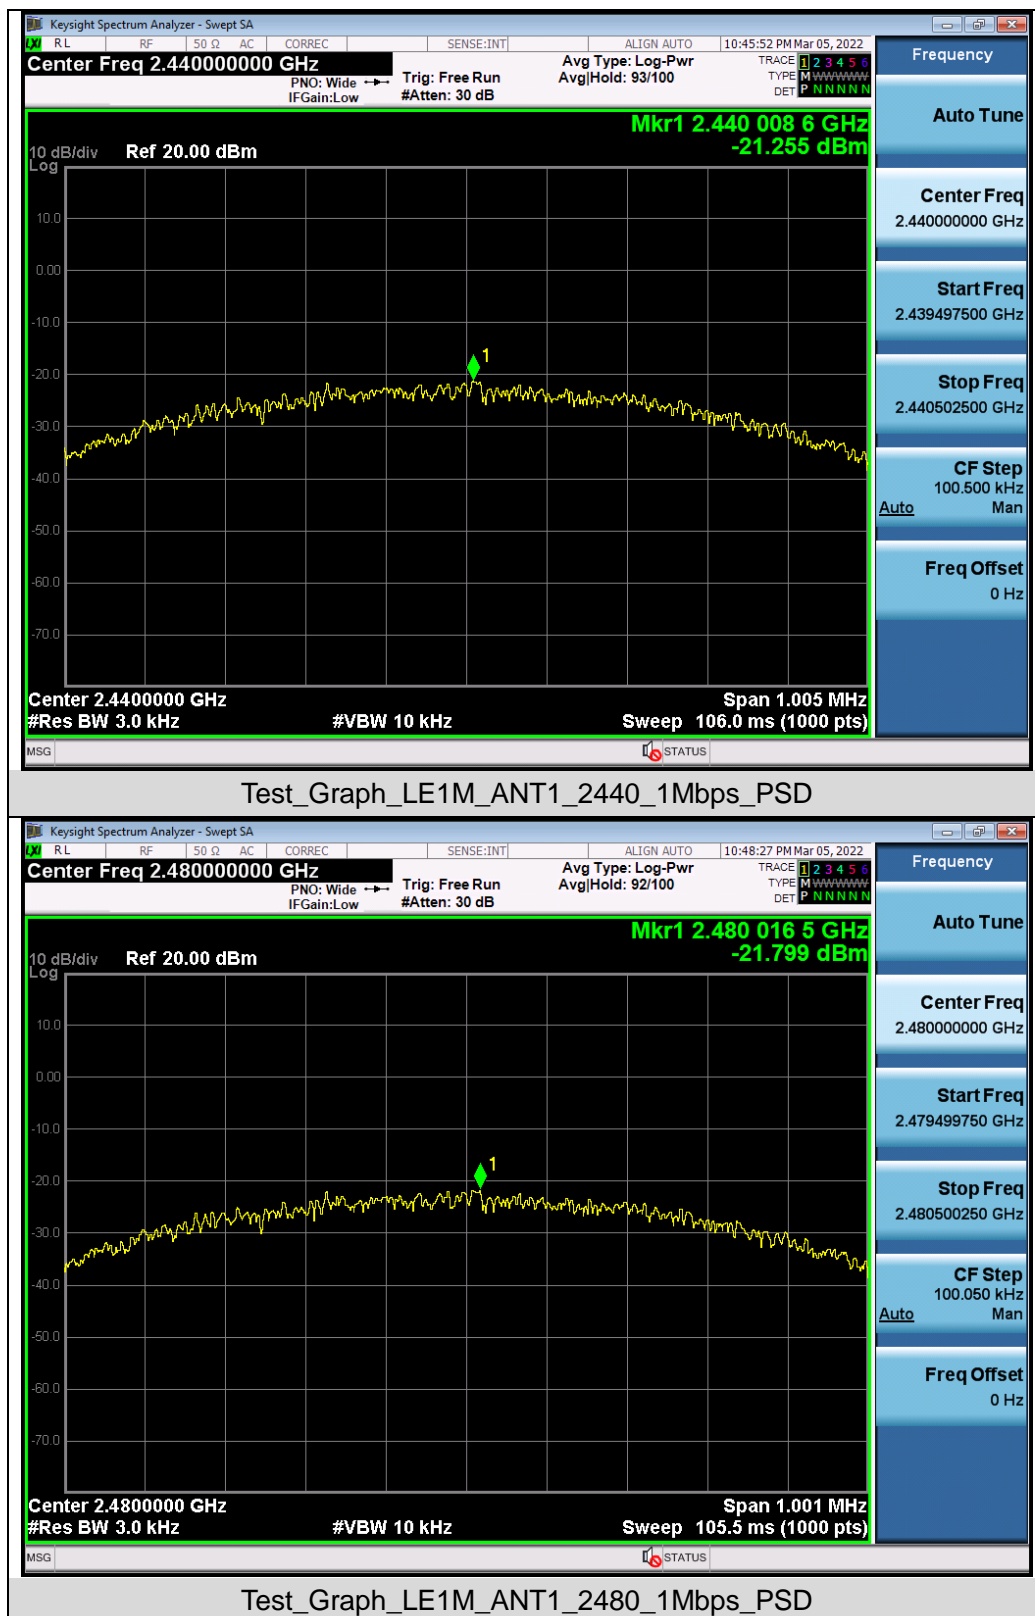 Keysight Spectrum Analyzer - Swept SA
LXI RL RF 50 Ω AC CORREC SENSE:INT ALIGN AUTO 10:45:52 PM Mar 05, 2022
Center Freq 2.440000000 GHz
PNO: Wide
IFGain:Low
Trig: Free Run
#Atten: 30 dB
Avg Type: Log-Pwr
Avg|Hold: 93/100
TRACE 1 2 3 4 5 6
TYPE M WWWWW
DET P N N N N N
Mkr1 2.440 008 6 GHz
-21.255 dBm
10 dB/div Ref 20.00 dBm
Log
10.0
0.00
-10.0
1
-20.0
-30.0
-40.0
-50.0
-60.0
-70.0
Center 2.4400000 GHz Span 1.005 MHz
#Res BW 3.0 kHz #VBW 10 kHz Sweep 106.0 ms (1000 pts)
MSG STATUS
Frequency
Auto Tune
Center Freq
2.440000000 GHz
Start Freq
2.439497500 GHz
Stop Freq
2.440502500 GHz
CF Step
100.500 kHz
Auto Man
Freq Offset
0 Hz
Test_Graph_LE1M_ANT1_2440_1Mbps_PSD
Keysight Spectrum Analyzer - Swept SA
LXI RL RF 50 Ω AC CORREC SENSE:INT ALIGN AUTO 10:48:27 PM Mar 05, 2022
Center Freq 2.480000000 GHz
PNO: Wide
IFGain:Low
Trig: Free Run
#Atten: 30 dB
Avg Type: Log-Pwr
Avg|Hold: 92/100
TRACE 1 2 3 4 5 6
TYPE M WWWWW
DET P N N N N N
Mkr1 2.480 016 5 GHz
-21.799 dBm
10 dB/div Ref 20.00 dBm
Log
10.0
0.00
-10.0
1
-20.0
-30.0
-40.0
-50.0
-60.0
-70.0
Center 2.4800000 GHz Span 1.001 MHz
#Res BW 3.0 kHz #VBW 10 kHz Sweep 105.5 ms (1000 pts)
MSG STATUS
Frequency
Auto Tune
Center Freq
2.480000000 GHz
Start Freq
2.479499750 GHz
Stop Freq
2.480500250 GHz
CF Step
100.050 kHz
Auto Man
Freq Offset
0 Hz
Test_Graph_LE1M_ANT1_2480_1Mbps_PSD